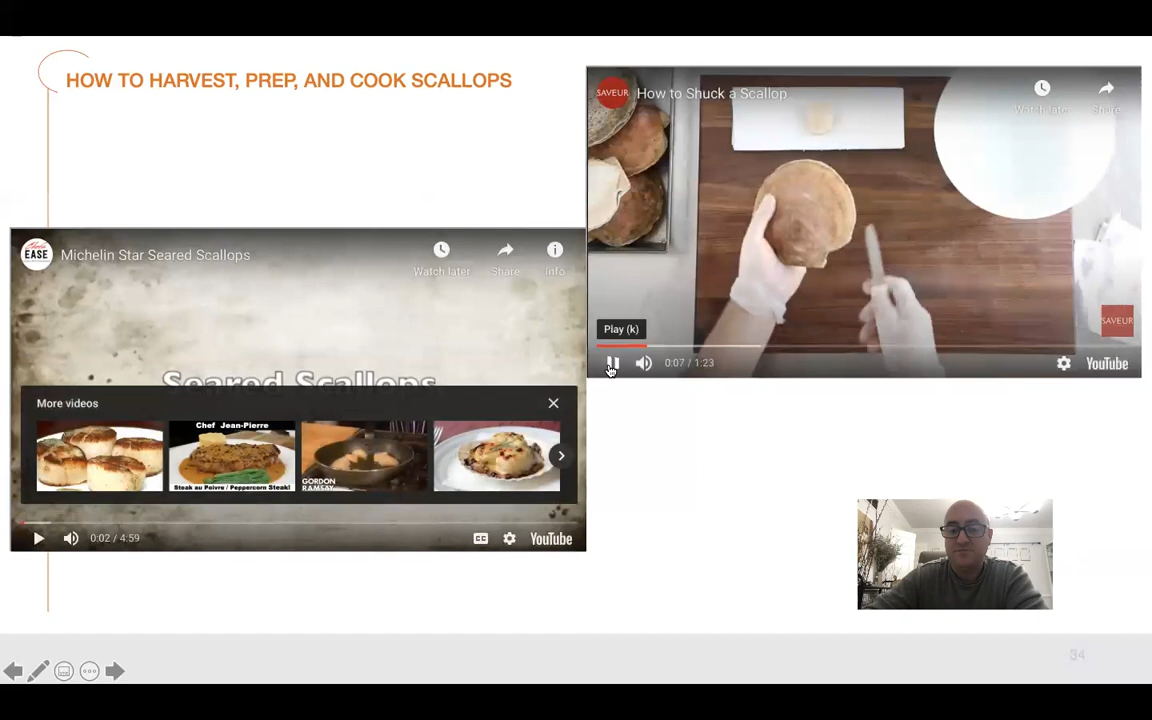 HOW TO HARVEST, PREP, AND COOK SCALLOPS
SAVEUR
How to Shuck a Scallop
Watch later
Share
SAVEUR
Play (k)
0:07 / 1:23
YouTube
EASE
Michelin Star Seared Scallops
Watch later
Share
Info
Seared Scallops
More videos
Chef Jean-Pierre
Steak au Poivre / Peppercorn Steak!
GORDON
RAMSAY
0:02 / 4:59
CC
YouTube
34